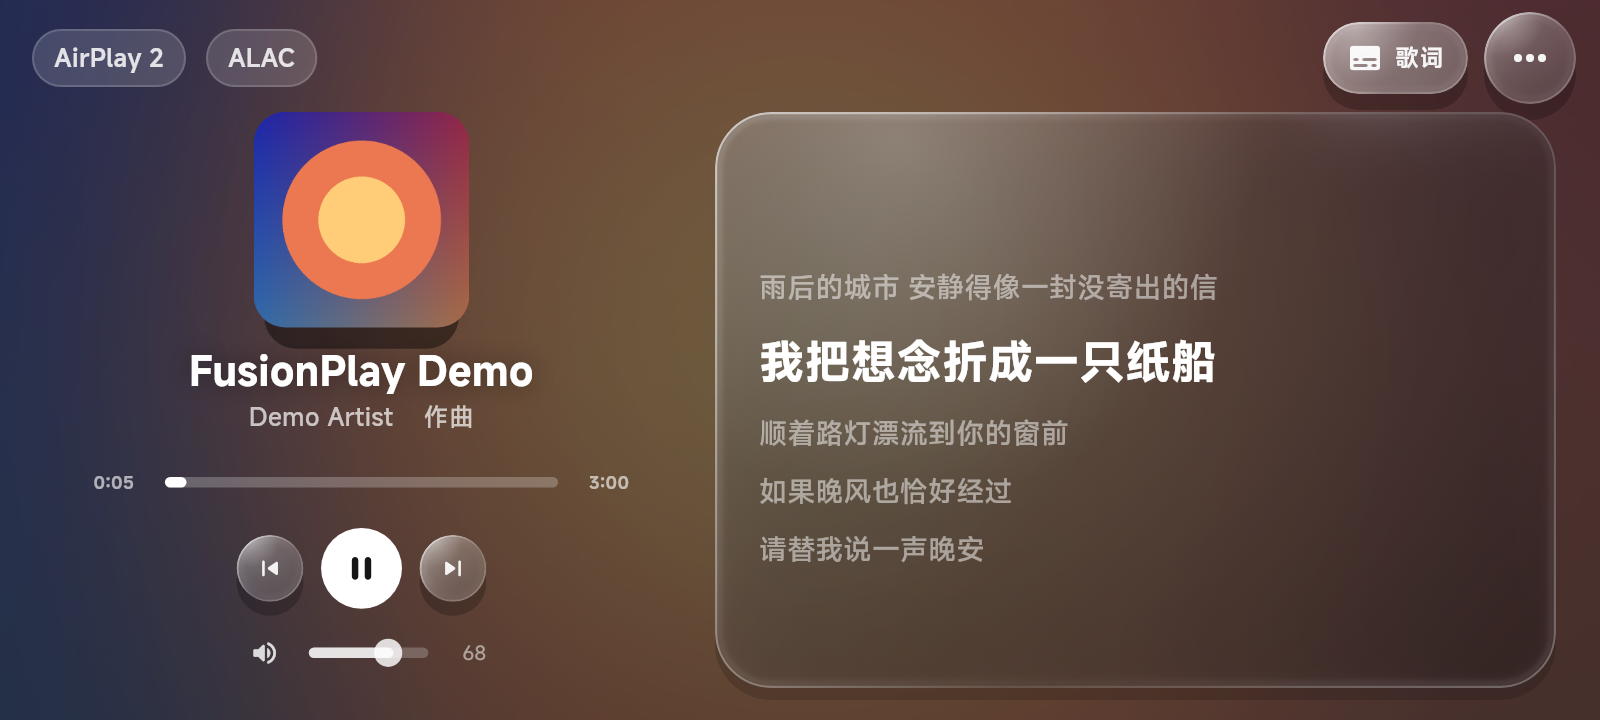 AirPlay 2
ALAC
歌词
FusionPlay Demo
Demo Artist 作曲
0:05
3:00
68
雨后的城市 安静得像一封没寄出的信
我把想念折成一只纸船
顺着路灯漂流到你的窗前
如果晚风也恰好经过
请替我说一声晚安